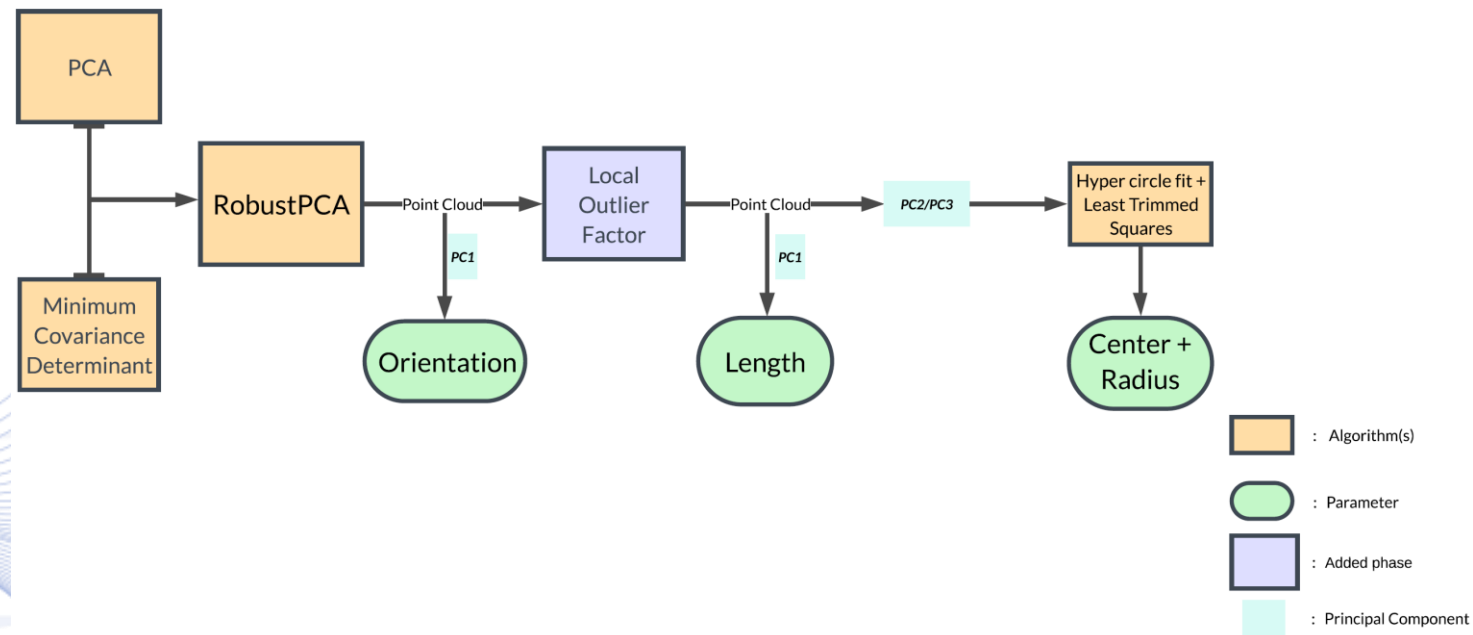 PCA
Minimum
Covariance
Determinant
RobustPCA
Point Cloud
PC1
Orientation
Local
Outlier
Factor
Point Cloud
PC1
Length
PC2/PC3
Hyper circle fit +
Least Trimmed
Squares
Center +
Radius
: Algorithm(s)
: Parameter
: Added phase
: Principal Component